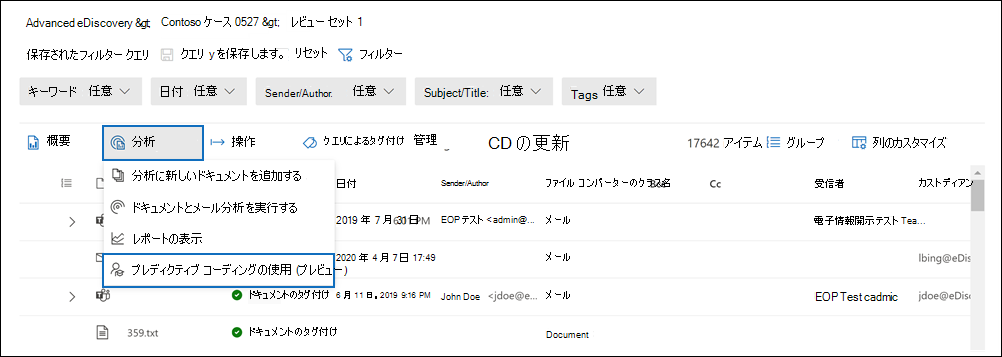 Advanced eDiscovery &gt; Contoso ケース 0527 &gt; レビュー セット 1
保存されたフィルター クエリ クエリ yを保存します。 リセット フィルター
キーワード 任意 日付 任意 Sender/Author. 任意 Subject/Title: 任意 Tags 任意
概要 分析 操作 クエリによるタグ付け 管理 CD の更新 17642 アイテム グループ 列のカスタマイズ
分析に新しいドキュメントを追加する
日付 Sender/Author ファイル コンバーターのクラス名 Cc 受信者 カストディアン
ドキュメントとメール分析を実行する
2019 年 7 月 31日 PM EOP テスト <admin@... メール 電子情報開示テスト Tea...
レポートの表示
2020 年 4 月 7日 17:49 メール lbing@eDis
プレディクティブ コーディングの使用 (プレビュー)
ドキュメントのタグ付け 6 月 11 日。2019 9:16 PM John Doe <jdoe@e... メール EOP Test cadmic jdoe@eDisc
359.txt ドキュメントのタグ付け Document